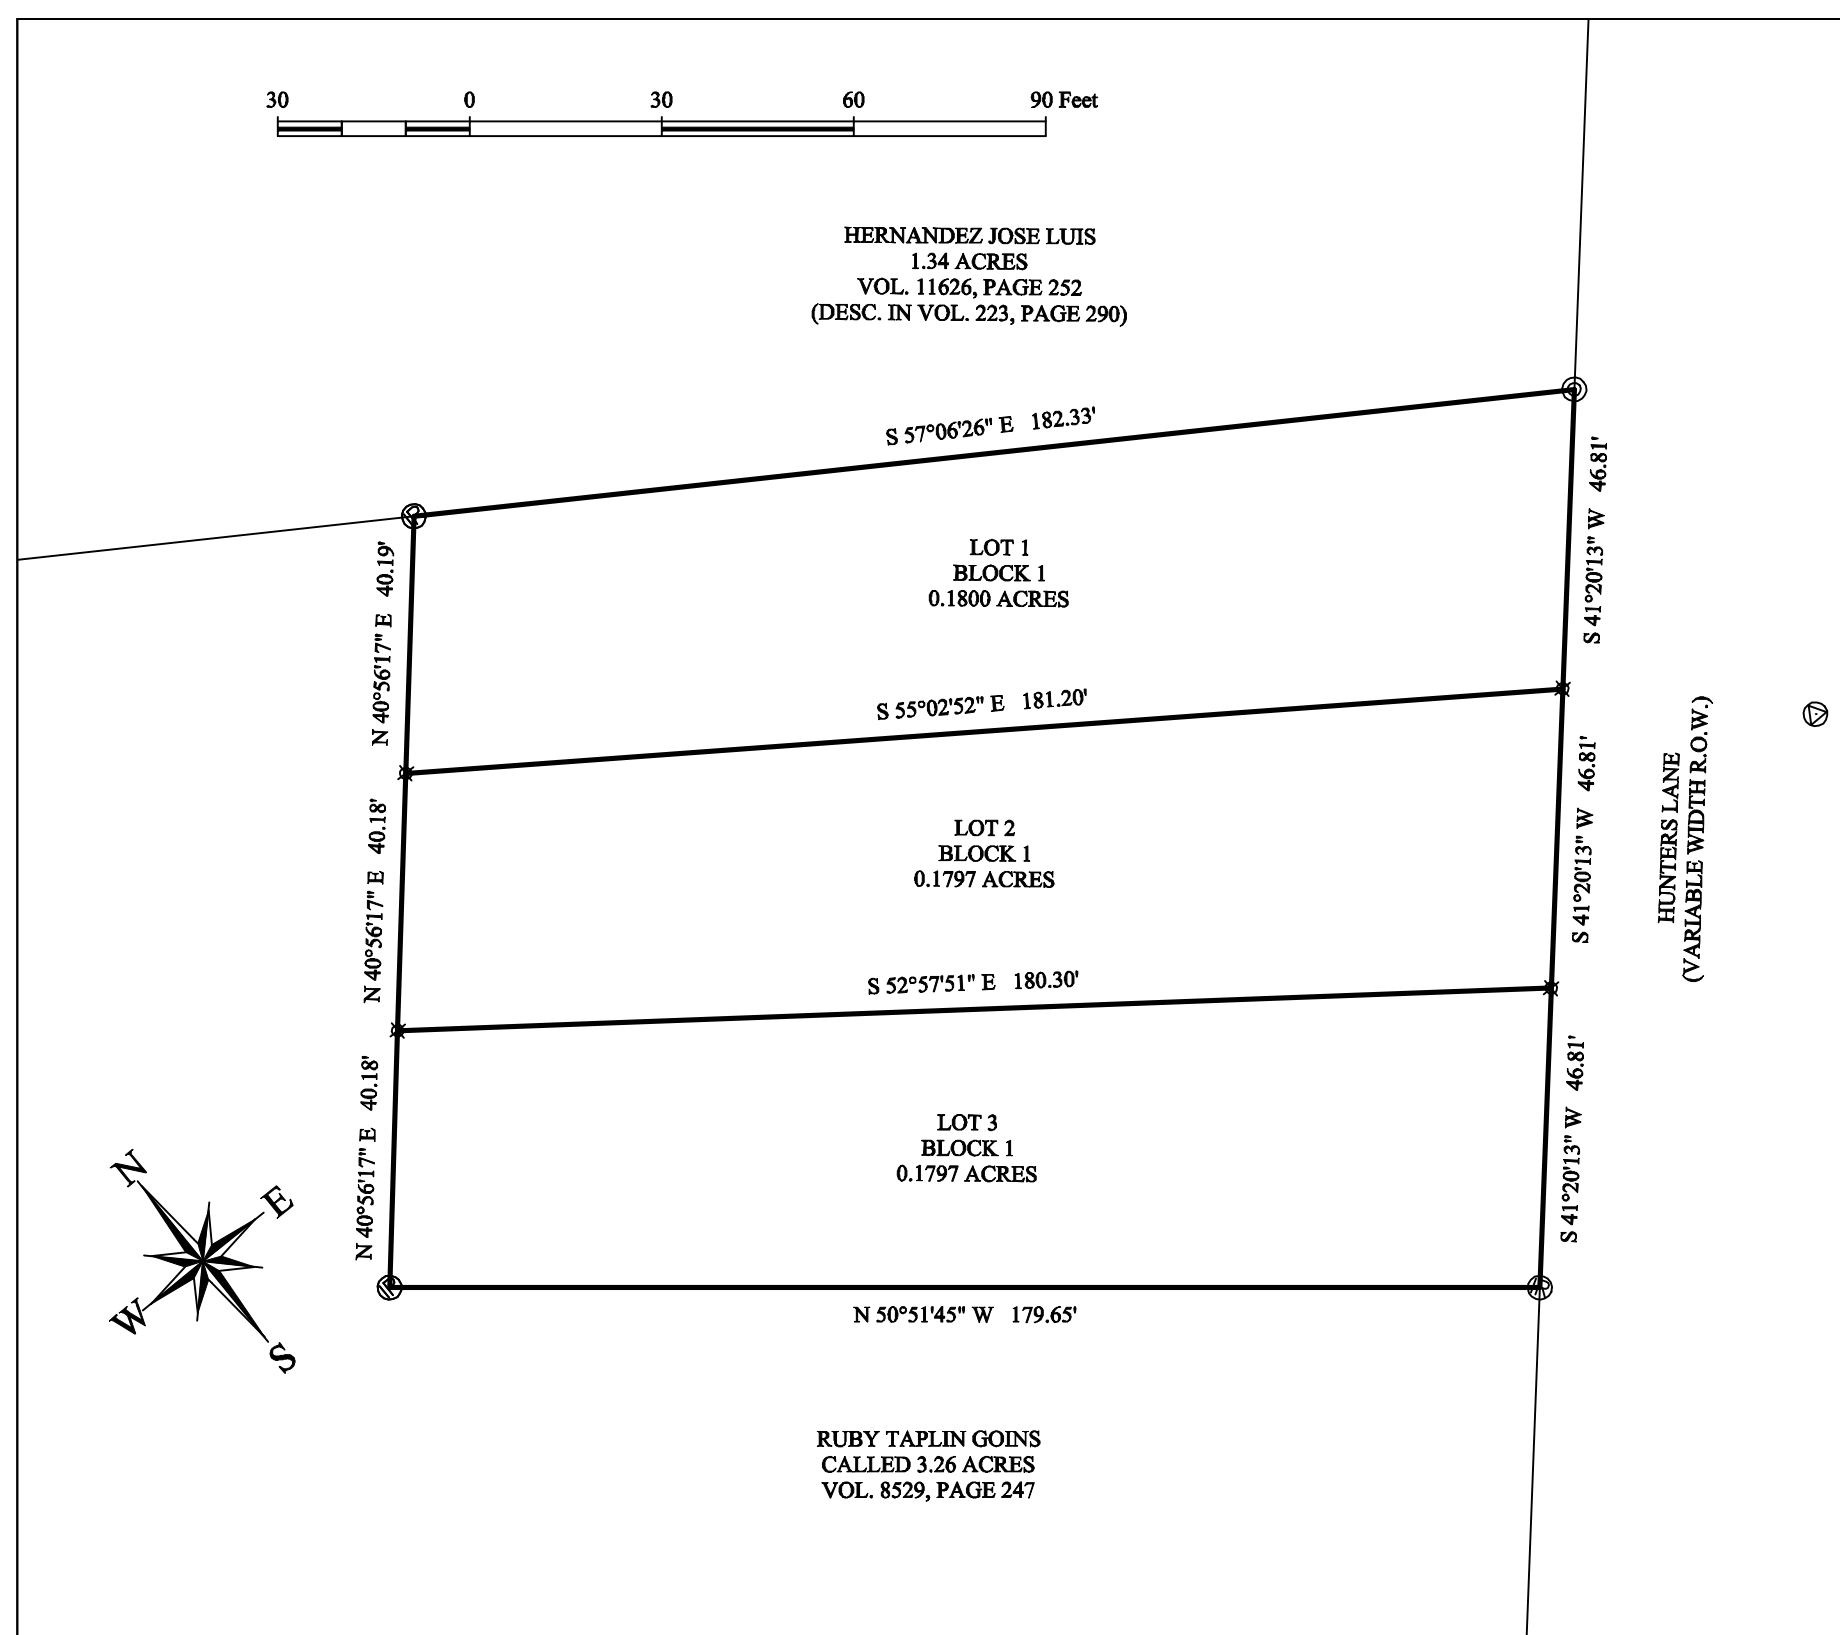 30 0 30 60 90 Feet
HERNANDEZ JOSE LUIS
1.34 ACRES
VOL. 11626, PAGE 252
(DESC. IN VOL. 223, PAGE 290)
S 57°06'26" E 182.33'
S 41°20'13" W 46.81'
N 40°56'17" E 40.19'
LOT 1
BLOCK 1
0.1800 ACRES
S 55°02'52" E 181.20'
S 41°20'13" W 46.81'
N 40°56'17" E 40.18'
LOT 2
BLOCK 1
0.1797 ACRES
HUNTERS LANE
(VARIABLE WIDTH R.O.W.)
S 52°57'51" E 180.30'
S 41°20'13" W 46.81'
N 40°56'17" E 40.18'
LOT 3
BLOCK 1
0.1797 ACRES
N
E
W
S
N 50°51'45" W 179.65'
RUBY TAPLIN GOINS
CALLED 3.26 ACRES
VOL. 8529, PAGE 247